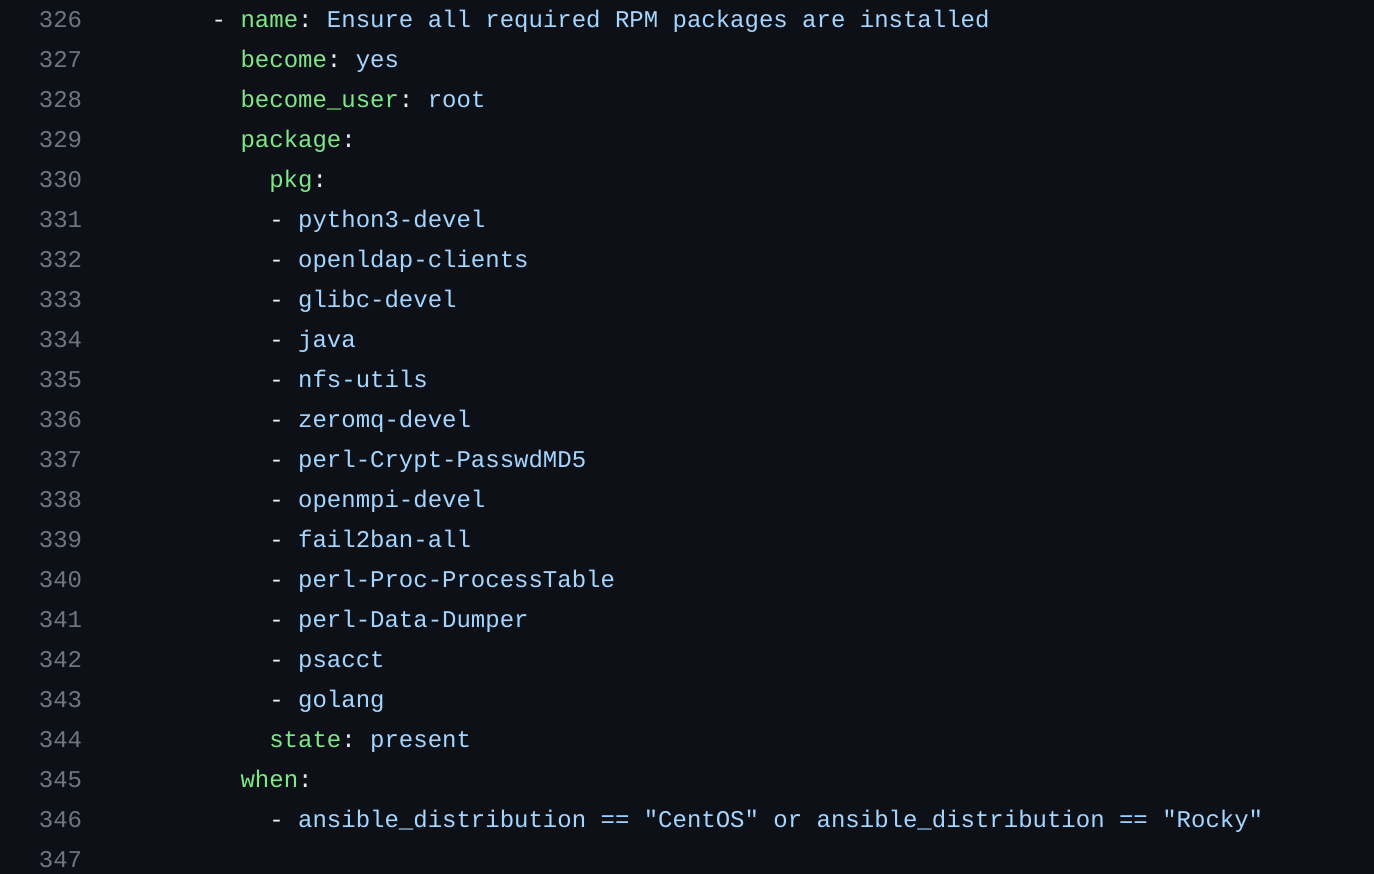 326         - name: Ensure all required RPM packages are installed
327           become: yes
328           become_user: root
329           package:
330             pkg:
331             - python3-devel
332             - openldap-clients
333             - glibc-devel
334             - java
335             - nfs-utils
336             - zeromq-devel
337             - perl-Crypt-PasswdMD5
338             - openmpi-devel
339             - fail2ban-all
340             - perl-Proc-ProcessTable
341             - perl-Data-Dumper
342             - psacct
343             - golang
344             state: present
345           when:
346             - ansible_distribution == "CentOS" or ansible_distribution == "Rocky"
347